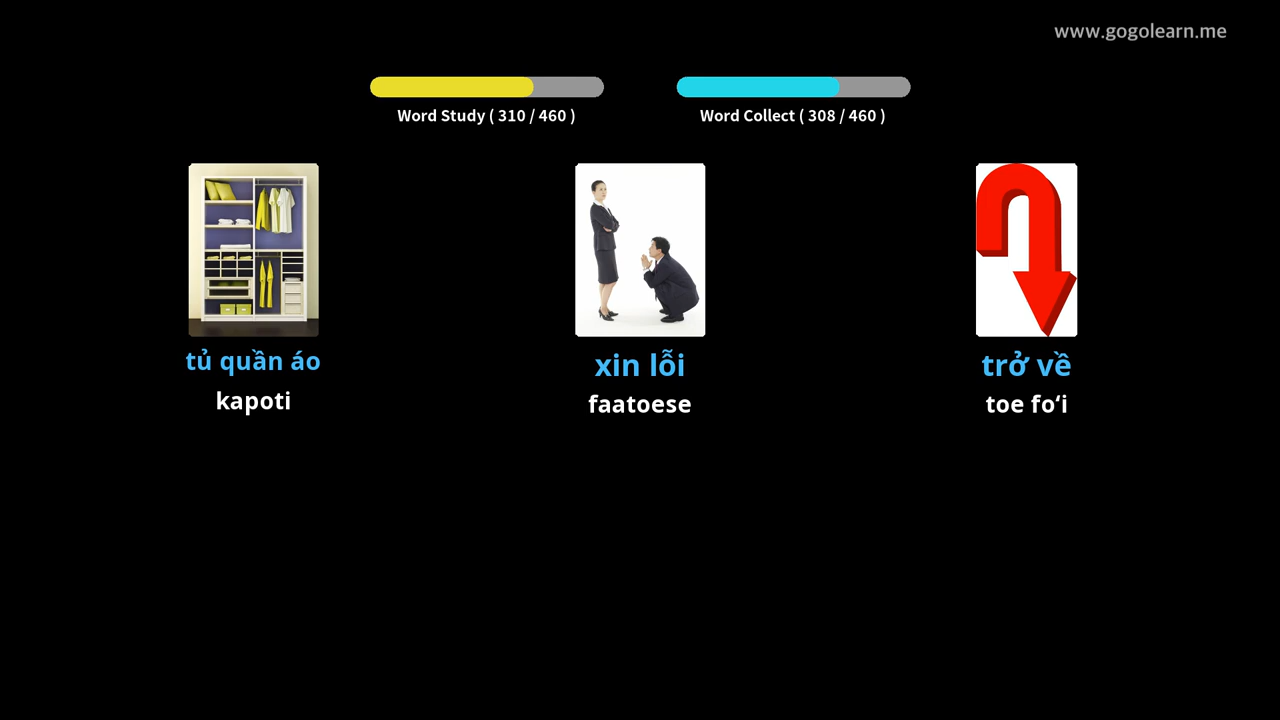 www.gogolearn.me
Word Study ( 310 / 460 )
Word Collect ( 308 / 460 )
tủ quần áo
kapoti
xin lỗi
faatoese
trở về
toe foʻi